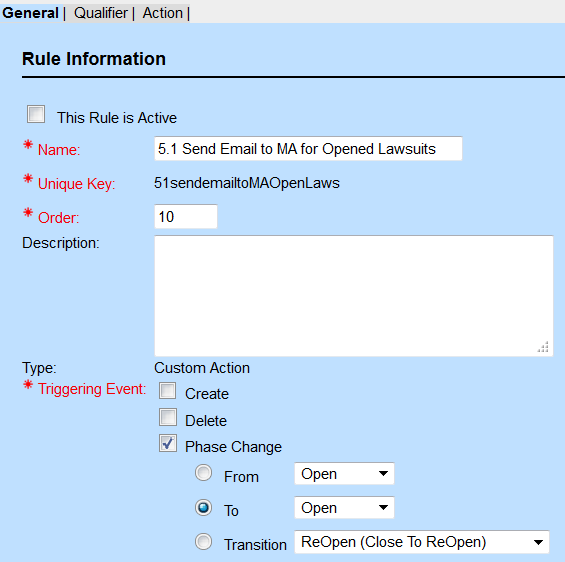 General | Qualifier | Action |
Rule Information
This Rule is Active
* Name: 5.1 Send Email to MA for Opened Lawsuits
* Unique Key: 51sendemailtoMAOpenLaws
* Order: 10
Description:
Type: Custom Action
* Triggering Event: Create
Delete
Phase Change
From Open
To Open
Transition ReOpen (Close To ReOpen)